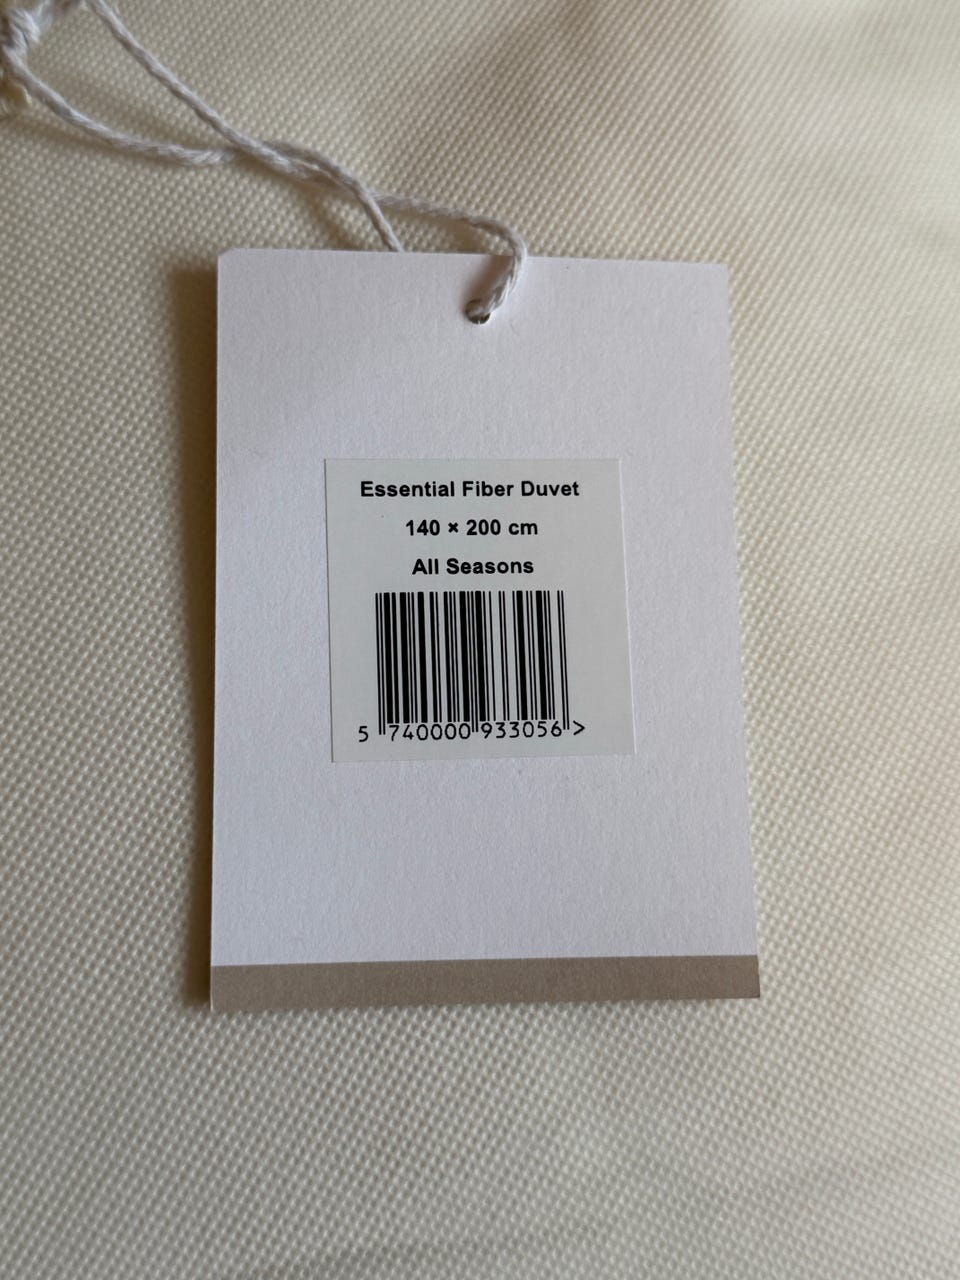 Essential Fiber Duvet
140 × 200 cm
All Seasons
5 740000 933056 >